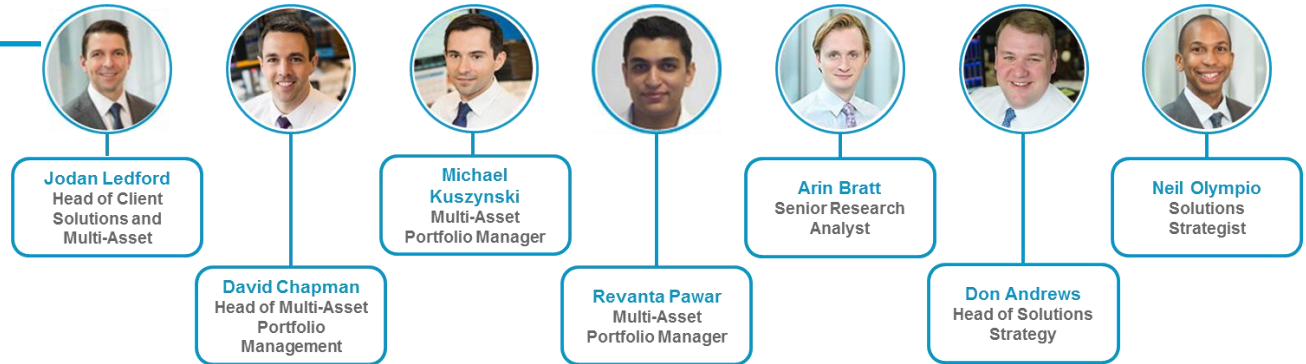 Jodan Ledford
Head of Client
Solutions and
Multi-Asset
David Chapman
Head of Multi-Asset
Portfolio
Management
Michael
Kuszynski
Multi-Asset
Portfolio Manager
Revanta Pawar
Multi-Asset
Portfolio Manager
Arin Bratt
Senior Research
Analyst
Don Andrews
Head of Solutions
Strategy
Neil Olympio
Solutions
Strategist